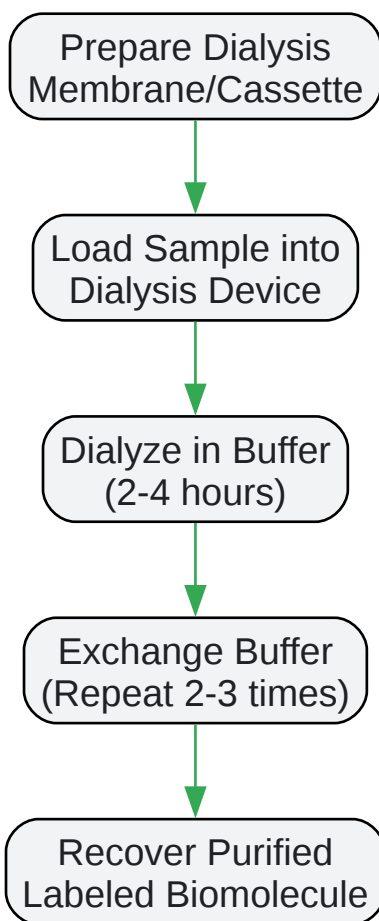 Prepare Dialysis
Membrane/Cassette
Load Sample into
Dialysis Device
Dialyze in Buffer
(2-4 hours)
Exchange Buffer
(Repeat 2-3 times)
Recover Purified
Labeled Biomolecule